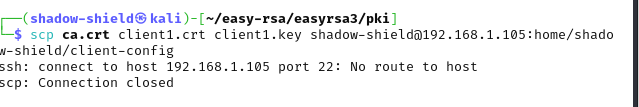 ┌──(shadow-shield㉿kali)-[~/easy-rsa/easyrsa3/pki]
└─$ scp ca.crt client1.crt client1.key shadow-shield@192.168.1.105:home/shado
w-shield/client-config
ssh: connect to host 192.168.1.105 port 22: No route to host
scp: Connection closed